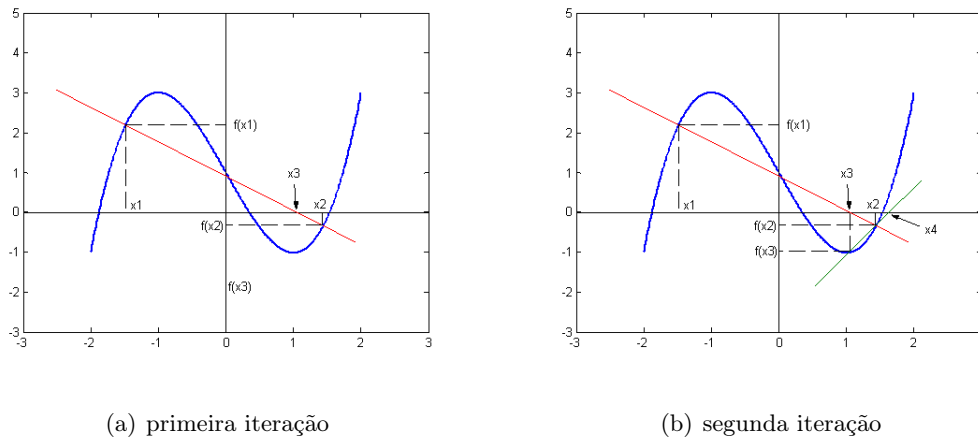 5
4
3
2
1
0
-1
-2
-3
-3
-2
-1
0
1
2
3
f(x1)
x3
x1
x2
f(x2)
f(x3)
(a) primeira iteração
5
4
3
2
1
0
-1
-2
-3
-3
-2
-1
0
1
2
3
f(x1)
x3
x1
x2
f(x2)
x4
f(x3)
(b) segunda iteração